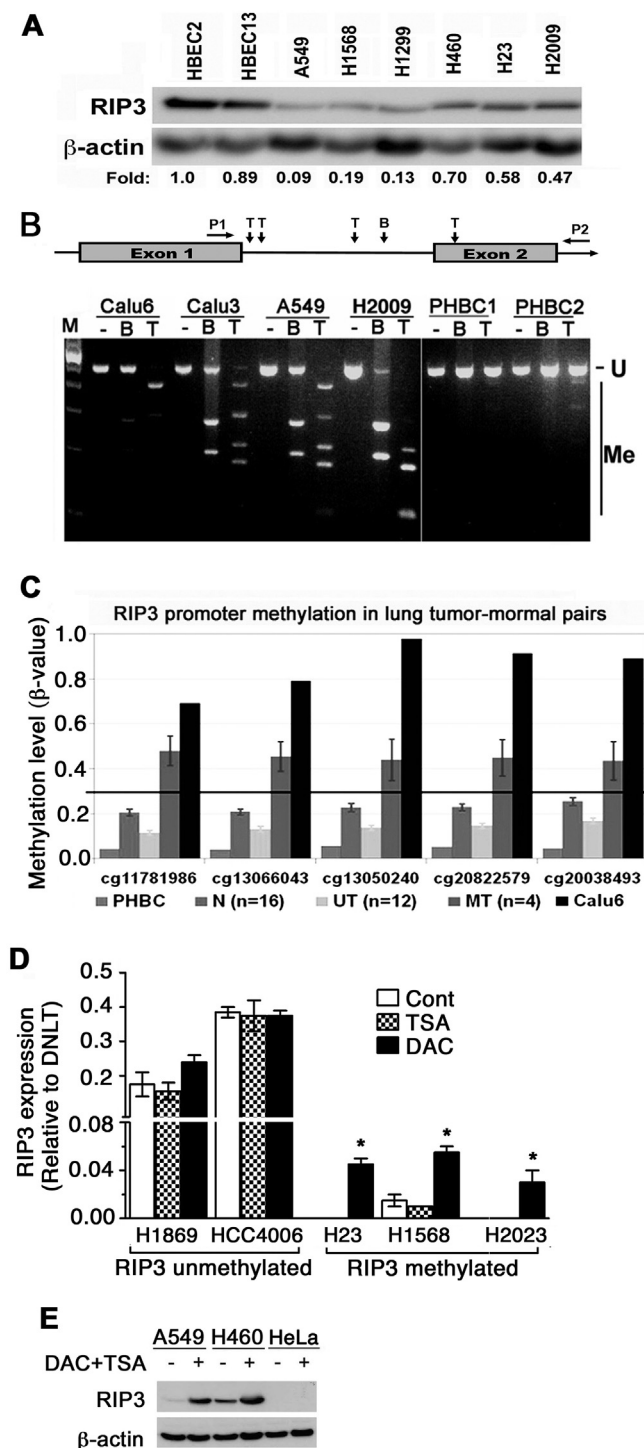 A
HBEC2 HBEC13 A549 H1568 H1299 H460 H23 H2009
RIP3
β-actin
Fold: 1.0 0.89 0.09 0.19 0.13 0.70 0.58 0.47
B
P1 T T T B T P2
Exon 1 Exon 2
Calu6 Calu3 A549 H2009 PHBC1 PHBC2
M - B T - B T - B T - B T - B T - B T
- U
Me
C
RIP3 promoter methylation in lung tumor-mormal pairs
Methylation level (β-value)
1.0
0.8
0.6
0.4
0.2
0.0
cg11781986 cg13066043 cg13050240 cg20822579 cg20038493
PHBC N (n=16) UT (n=12) MT (n=4) Calu6
D
RIP3 expression
(Relative to DNLT)
0.5
0.4
0.3
0.2
0.08
0.04
0.00
Cont
TSA
DAC
* * *
H1869 HCC4006 H23 H1568 H2023
RIP3 unmethylated RIP3 methylated
E
A549 H460 HeLa
DAC+TSA - + - + - +
RIP3
β-actin